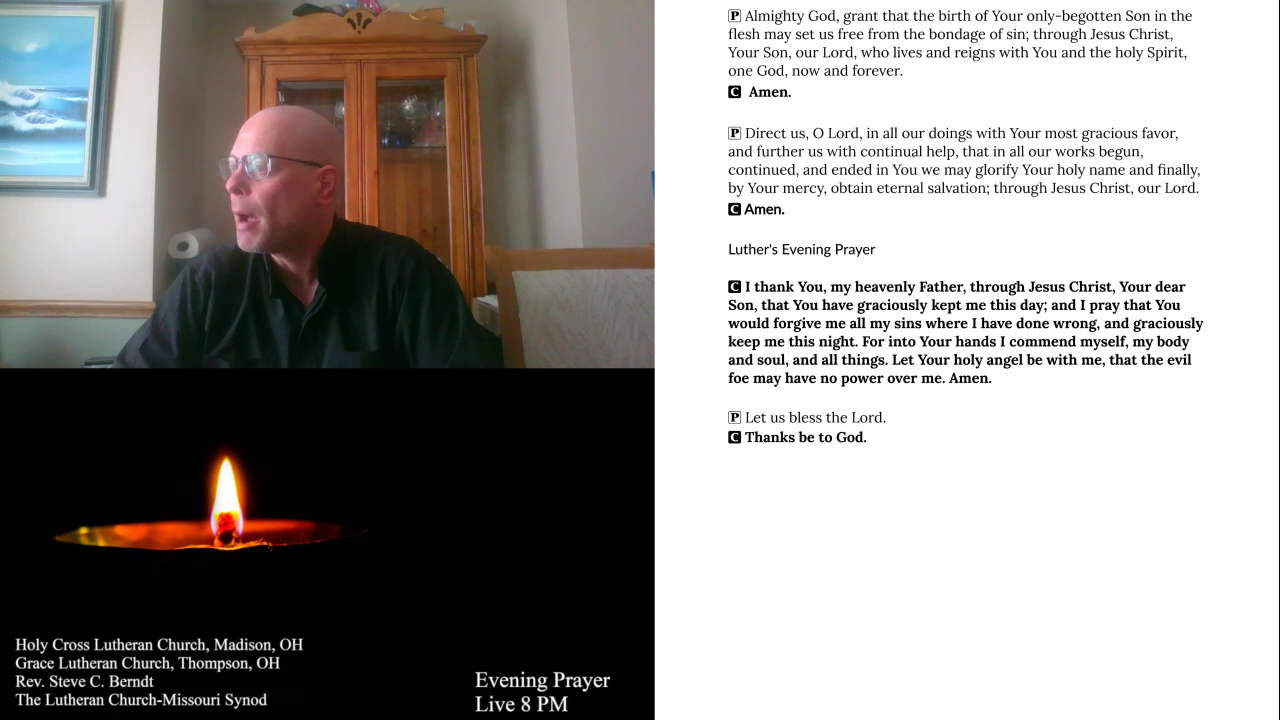 P Almighty God, grant that the birth of Your only-begotten Son in the
flesh may set us free from the bondage of sin; through Jesus Christ,
Your Son, our Lord, who lives and reigns with You and the holy Spirit,
one God, now and forever.
C Amen.
P Direct us, O Lord, in all our doings with Your most gracious favor,
and further us with continual help, that in all our works begun,
continued, and ended in You we may glorify Your holy name and finally,
by Your mercy, obtain eternal salvation; through Jesus Christ, our Lord.
C Amen.
Luther's Evening Prayer
C I thank You, my heavenly Father, through Jesus Christ, Your dear
Son, that You have graciously kept me this day; and I pray that You
would forgive me all my sins where I have done wrong, and graciously
keep me this night. For into Your hands I commend myself, my body
and soul, and all things. Let Your holy angel be with me, that the evil
foe may have no power over me. Amen.
P Let us bless the Lord.
C Thanks be to God.
Holy Cross Lutheran Church, Madison, OH
Grace Lutheran Church, Thompson, OH
Rev. Steve C. Berndt
The Lutheran Church-Missouri Synod
Evening Prayer
Live 8 PM